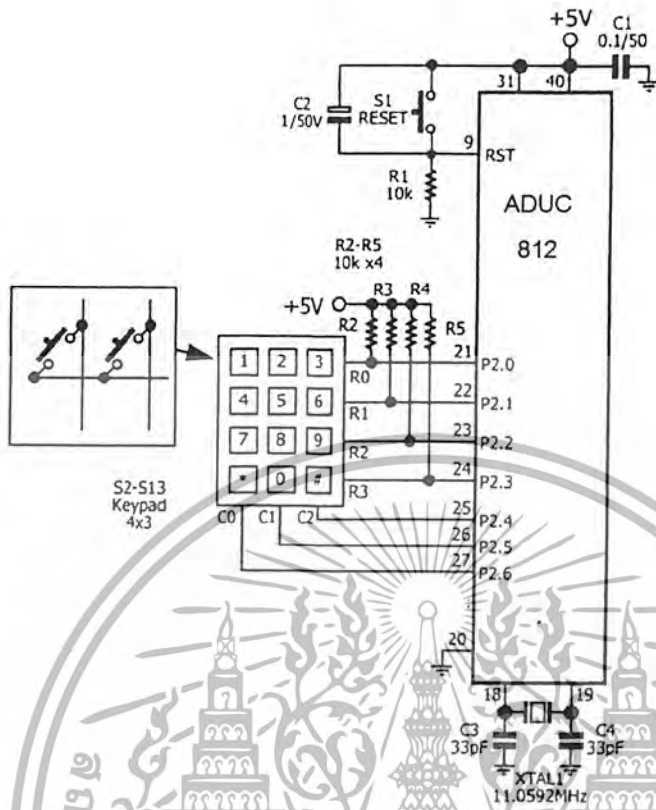 +5V
C1
0.1/50
31
40
C2
1/50V
S1
RESET
9
RST
R1
10k
ADUC
812
R2-R5
10k x4
+5V
R3
R4
R2
R5
1
2
3
R0
21
P2.0
4
5
6
R1
22
P2.1
7
8
9
R2
23
P2.2
*
0
#
R3
24
P2.3
S2-S13
Keypad
4x3
C0
C1
C2
25
P2.4
26
P2.5
27
P2.6
20
18
19
C3
33pF
C4
33pF
XTAL1
11.0592MHz